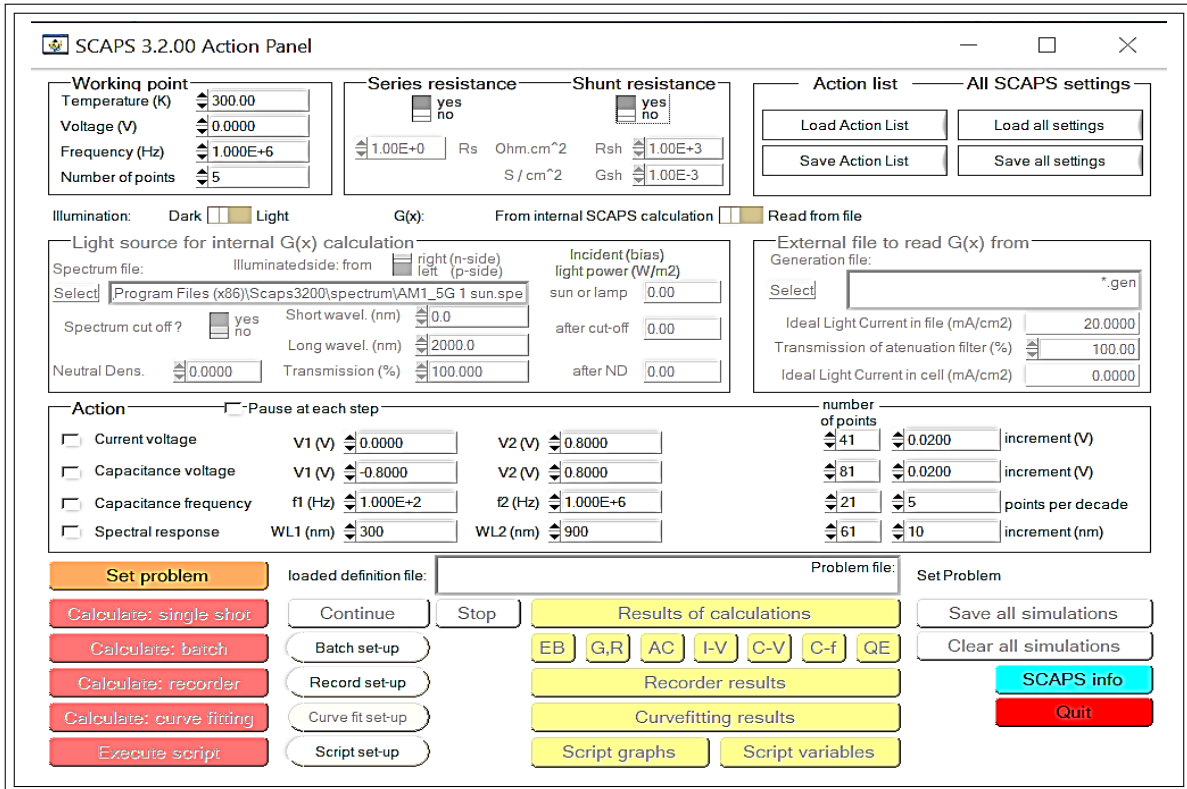 SCAPS 3.2.00 Action Panel
Working point
Temperature (K) 300.00
Voltage (V) 0.0000
Frequency (Hz) 1.000E+6
Number of points 5
Series resistance
yes
no
1.00E+0 Rs Ohm.cm^2
S / cm^2
Shunt resistance
yes
no
Rsh 1.00E+3
Gsh 1.00E-3
Action list
Load Action List
Save Action List
All SCAPS settings
Load all settings
Save all settings
Illumination: Dark Light G(x): From internal SCAPS calculation Read from file
Light source for internal G(x) calculation
Spectrum file:
Illuminatedside: from right (n-side)
left (p-side)
Incident (bias)
light power (W/m2)
Select Program Files (x86)\Scaps3200\spectrum\AM1_5G 1 sun.spe
sun or lamp 0.00
Spectrum cut off ? yes
no
Short wavel. (nm) 0.0
Long wavel. (nm) 2000.0
after cut-off 0.00
Neutral Dens. 0.0000
Transmission (%) 100.000
after ND 0.00
External file to read G(x) from
Generation file:
Select *.gen
Ideal Light Current in file (mA/cm2) 20.0000
Transmission of atenuation filter (%) 100.00
Ideal Light Current in cell (mA/cm2) 0.0000
Action
Pause at each step
number
of points
Current voltage V1 (V) 0.0000 V2 (V) 0.8000 41 0.0200 increment (V)
Capacitance voltage V1 (V) -0.8000 V2 (V) 0.8000 81 0.0200 increment (V)
Capacitance frequency f1 (Hz) 1.000E+2 f2 (Hz) 1.000E+6 21 5 points per decade
Spectral response WL1 (nm) 300 WL2 (nm) 900 61 10 increment (nm)
Set problem loaded definition file: Problem file: Set Problem
Calculate: single shot Continue Stop Results of calculations Save all simulations
Calculate: batch Batch set-up EB G,R AC I-V C-V C-f QE Clear all simulations
Calculate: recorder Record set-up Recorder results SCAPS info
Calculate: curve fitting Curve fit set-up Curvefitting results Quit
Execute script Script set-up Script graphs Script variables